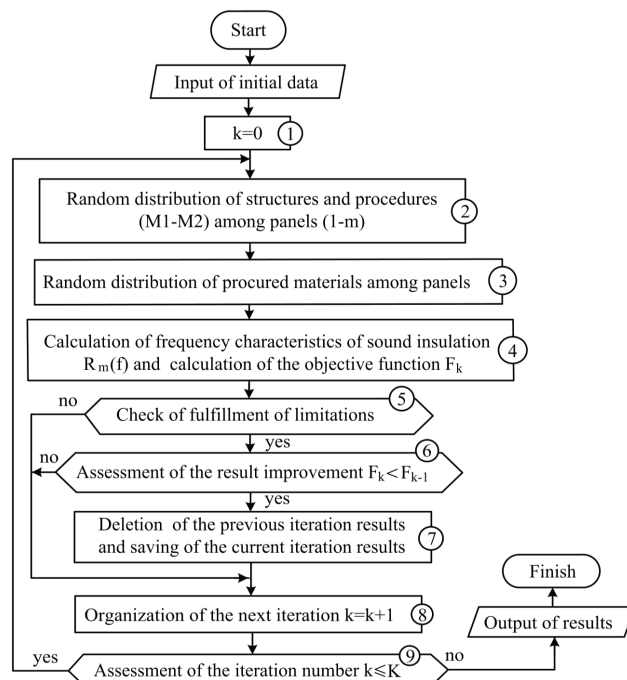 Start
Input of initial data
k=0
1
Random distribution of structures and procedures
(M1-M2) among panels (1-m)
2
Random distribution of procured materials among panels
3
Calculation of frequency characteristics of sound insulation
Rm(f) and calculation of the objective function Fk
4
no
5
Check of fulfillment of limitations
yes
6
no
Assessment of the result improvement Fk<Fk-1
yes
Deletion of the previous iteration results
and saving of the current iteration results
7
Finish
Organization of the next iteration k=k+1
8
Output of results
yes
9
no
Assessment of the iteration number k⩽K